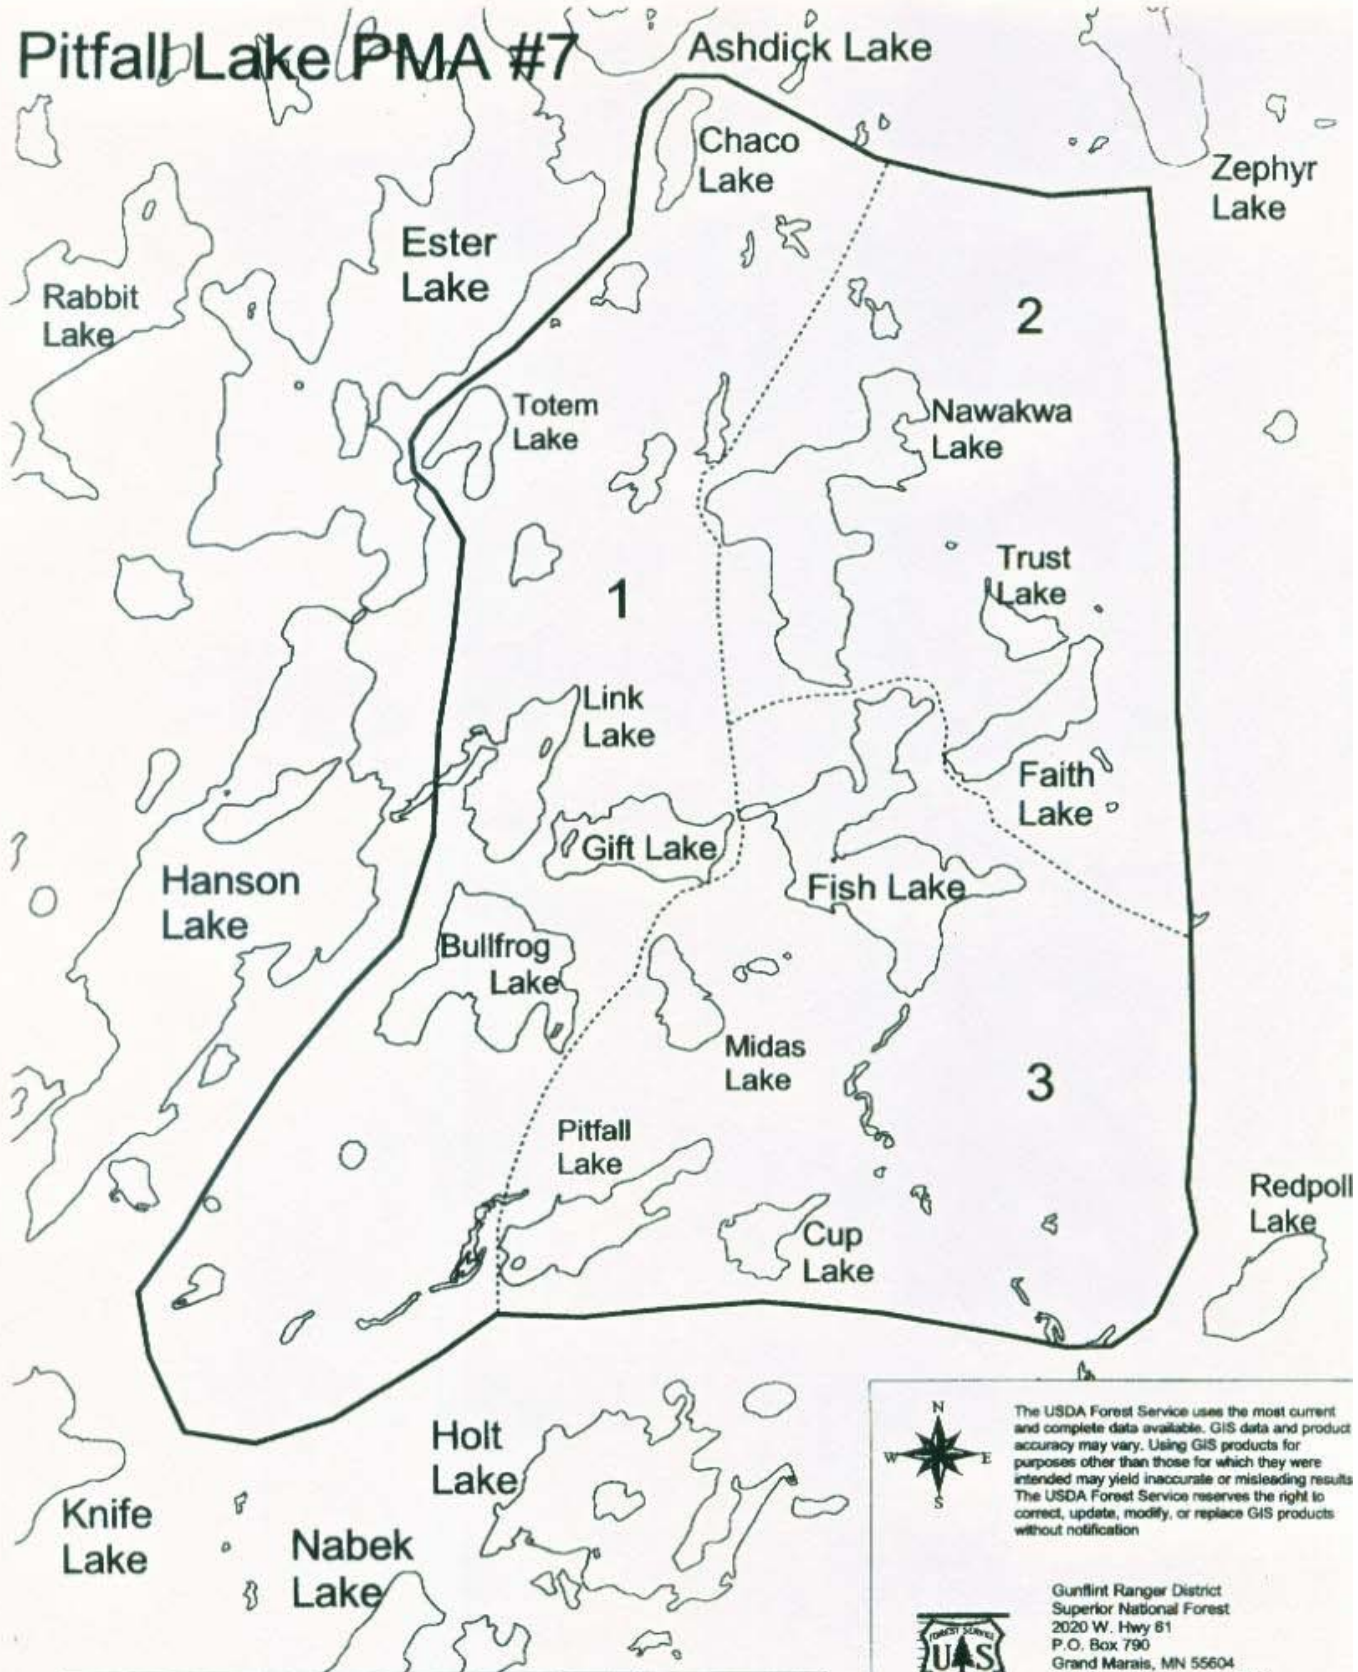 Pitfall Lake PMA #7
Ashdick Lake
Chaco
Lake
Zephyr
Lake
Ester
Lake
Rabbit
Lake
2
Totem
Lake
Nawakwa
Lake
Trust
Lake
1
Link
Lake
Faith
Lake
Gift Lake
Fish Lake
Hanson
Lake
Bullfrog
Lake
Midas
Lake
3
Pitfall
Lake
Redpoll
Lake
Cup
Lake
Holt
Lake
Knife
Lake
Nabek
Lake
N
W E
S
The USDA Forest Service uses the most current
and complete data available. GIS data and product
accuracy may vary. Using GIS products for
purposes other than those for which they were
intended may yield inaccurate or misleading results
The USDA Forest Service reserves the right to
correct, update, modify, or replace GIS products
without notification
Gunflint Ranger District
Superior National Forest
2020 W. Hwy 61
P.O. Box 790
Grand Marais, MN 55604
FOREST SERVICE
U S